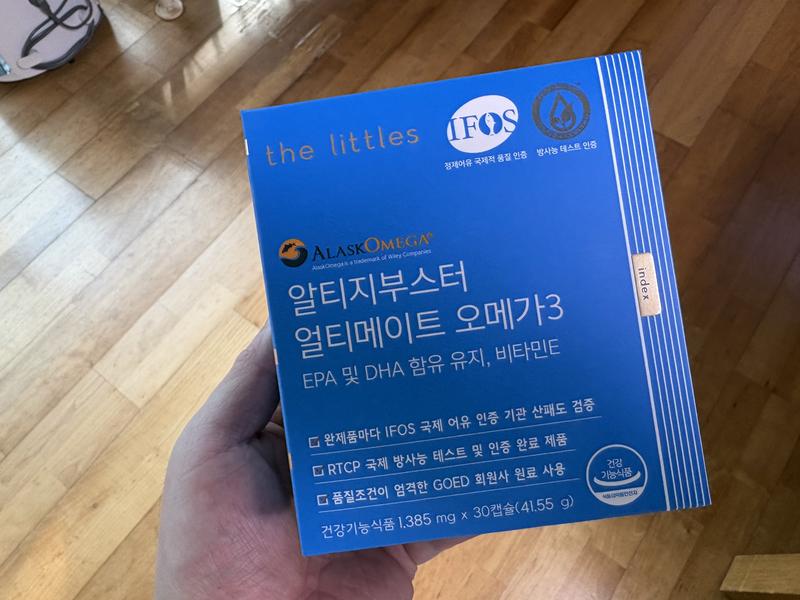 the littles
IFOS
정제어유 국제적 품질 인증
방사능 테스트 인증
ALASKOMEGA®
AlaskOmega is a trademark of Wiley Companies
알티지부스터
얼티메이트 오메가3
EPA 및 DHA 함유 유지, 비타민E
index
완제품마다 IFOS 국제 어유 인증 기관 산패도 검증
RTCP 국제 방사능 테스트 및 인증 완료 제품
품질조건이 엄격한 GOED 회원사 원료 사용
건강기능식품 1,385 mg x 30캡슐(41.55 g)
건강
기능식품
식품의약품안전처